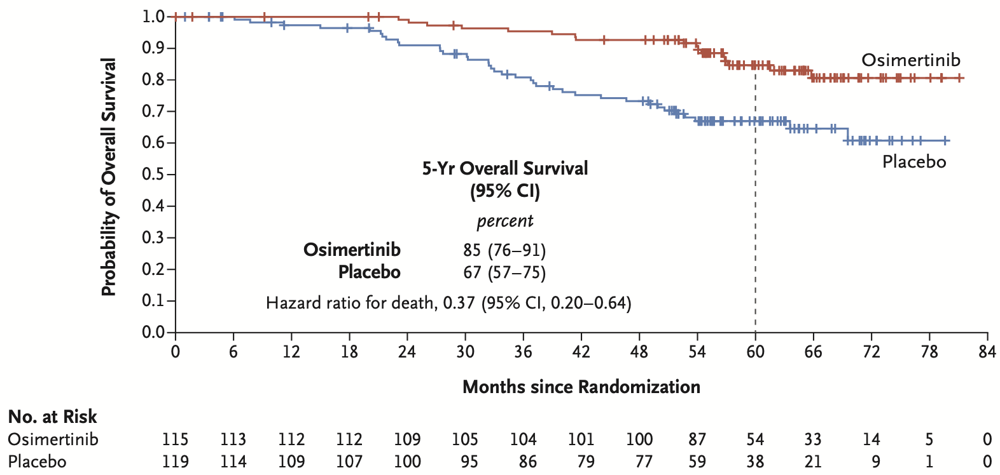 Probability of Overall Survival
1.0
0.9
0.8
0.7
0.6
0.5
0.4
0.3
0.2
0.1
0.0
Osimertinib
Placebo
5-Yr Overall Survival
(95% CI)
percent
Osimertinib 85 (76–91)
Placebo 67 (57–75)
Hazard ratio for death, 0.37 (95% CI, 0.20–0.64)
0 6 12 18 24 30 36 42 48 54 60 66 72 78 84
Months since Randomization
No. at Risk
Osimertinib 115 113 112 112 109 105 104 101 100 87 54 33 14 5 0
Placebo 119 114 109 107 100 95 86 79 77 59 38 21 9 1 0